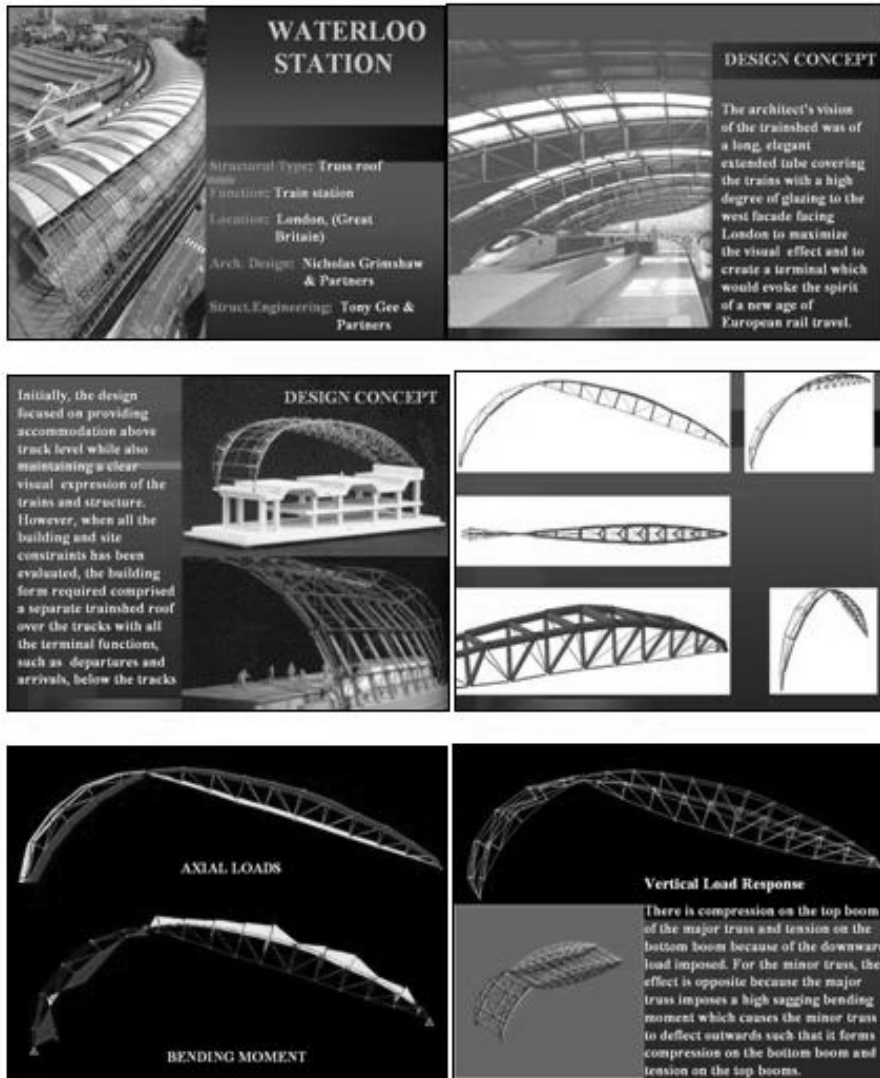 WATERLOO
STATION
Structural Type: Truss roof
Function: Train station
Location: London, (Great
Britain)
Arch. Design: Nicholas Grimshaw
& Partners
Struct.Engineering: Tony Gee &
Partners
DESIGN CONCEPT
The architect's vision
of the trainshed was of
a long, elegant
extended tube covering
the trains with a high
degree of glazing to the
west facade facing
London to maximize
the visual effect and to
create a terminal which
would evoke the spirit
of a new age of
European rail travel.
Initially, the design
focused on providing
accommodation above
track level while also
maintaining a clear
visual expression of the
trains and structure.
However, when all the
building and site
constraints has been
evaluated, the building
form required comprised
a separate trainshed roof
over the tracks with all
the terminal functions,
such as departures and
arrivals, below the tracks
DESIGN CONCEPT
AXIAL LOADS
BENDING MOMENT
Vertical Load Response
There is compression on the top boom
of the major truss and tension on the
bottom boom because of the downward
load imposed. For the minor truss, the
effect is opposite because the major
truss imposes a high sagging bending
moment which causes the minor truss
to deflect outwards such that it forms
compression on the bottom boom and
tension on the top booms.